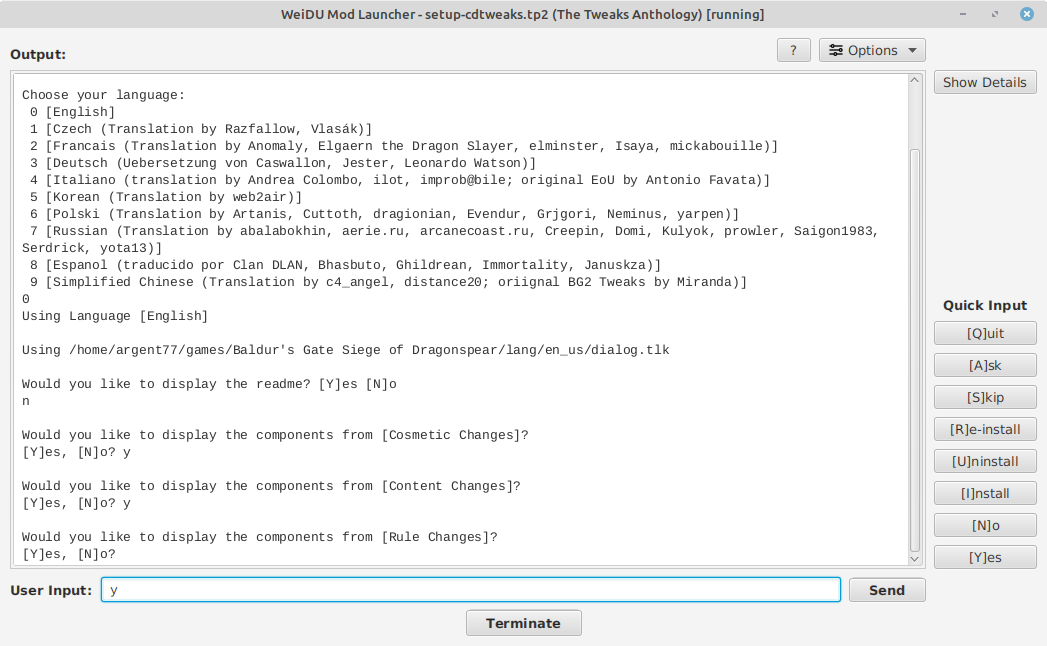 WeiDU Mod Launcher - setup-cdtweaks.tp2 (The Tweaks Anthology) [running]
Output:
?
Options
Show Details
Choose your language:
0 [English]
1 [Czech (Translation by Razfallow, Vlasák)]
2 [Francais (Translation by Anomaly, Elgaern the Dragon Slayer, elminster, Isaya, mickabouille)]
3 [Deutsch (Uebersetzung von Caswallon, Jester, Leonardo Watson)]
4 [Italiano (translation by Andrea Colombo, ilot, improb@bile; original EoU by Antonio Favata)]
5 [Korean (Translation by web2air)]
6 [Polski (Translation by Artanis, Cuttoth, dragionian, Evendur, Grjgori, Neminus, yarpen)]
7 [Russian (Translation by abalabokhin, aerie.ru, arcanecoast.ru, Creepin, Domi, Kulyok, prowler, Saigon1983,
Serdrick, yota13)]
8 [Espanol (traducido por Clan DLAN, Bhasbuto, Ghildrean, Immortality, Januskza)]
9 [Simplified Chinese (Translation by c4_angel, distance20; oriignal BG2 Tweaks by Miranda)]
0
Using Language [English]
Using /home/argent77/games/Baldur's Gate Siege of Dragonspear/lang/en_us/dialog.tlk
Would you like to display the readme? [Y]es [N]o
n
Would you like to display the components from [Cosmetic Changes]?
[Y]es, [N]o? y
Would you like to display the components from [Content Changes]?
[Y]es, [N]o? y
Would you like to display the components from [Rule Changes]?
[Y]es, [N]o?
Quick Input
[Q]uit
[A]sk
[S]kip
[R]e-install
[U]ninstall
[I]nstall
[N]o
[Y]es
User Input:
y
Send
Terminate